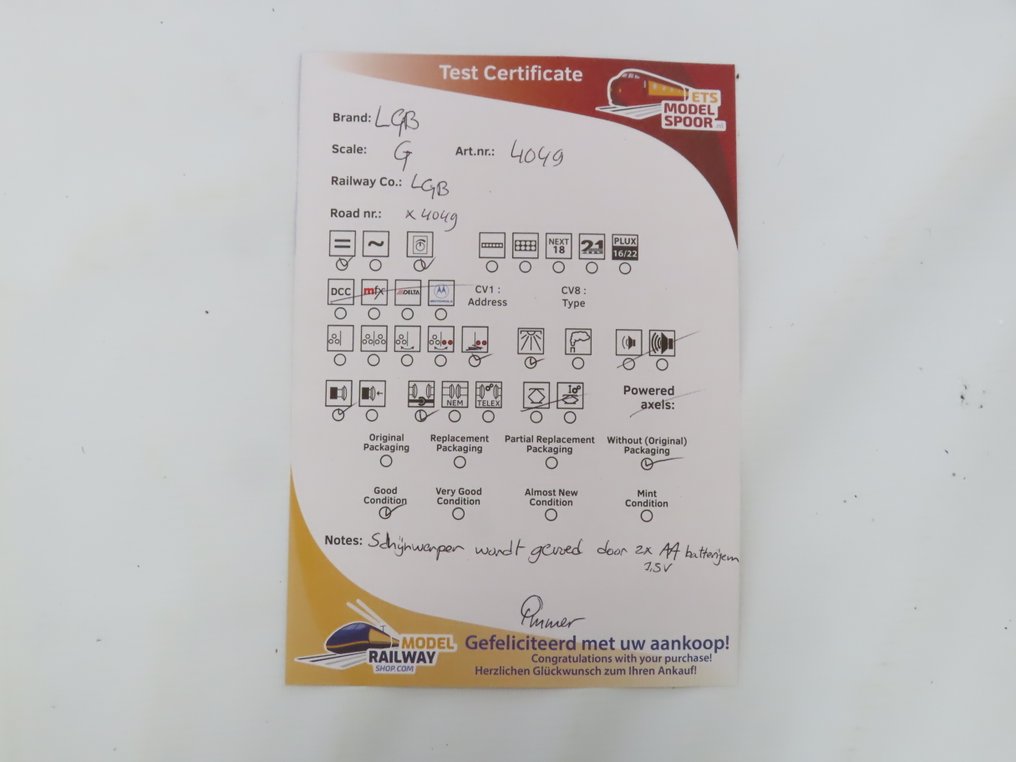 Test Certificate
ETS
MODEL
SPOOR.nl
Brand: LGB
Scale: G Art.nr.: 4049
Railway Co.: LGB
Road nr.: x 4049
= ~ NEXT 18 21 PLUX 16/22
DCC mfx DELTA CV1 : CV8 :
Address Type
NEM TELEX Powered
axels:
Original Packaging Replacement Packaging Partial Replacement Packaging Without (Original) Packaging
Good Condition Very Good Condition Almost New Condition Mint Condition
Notes: Schijnwerper wordt gevoed door 2x AA batterijen
1,5V
MODEL
RAILWAY
SHOP.COM
Gefeliciteerd met uw aankoop!
Congratulations with your purchase!
Herzlichen Glückwunsch zum Ihren Ankauf!